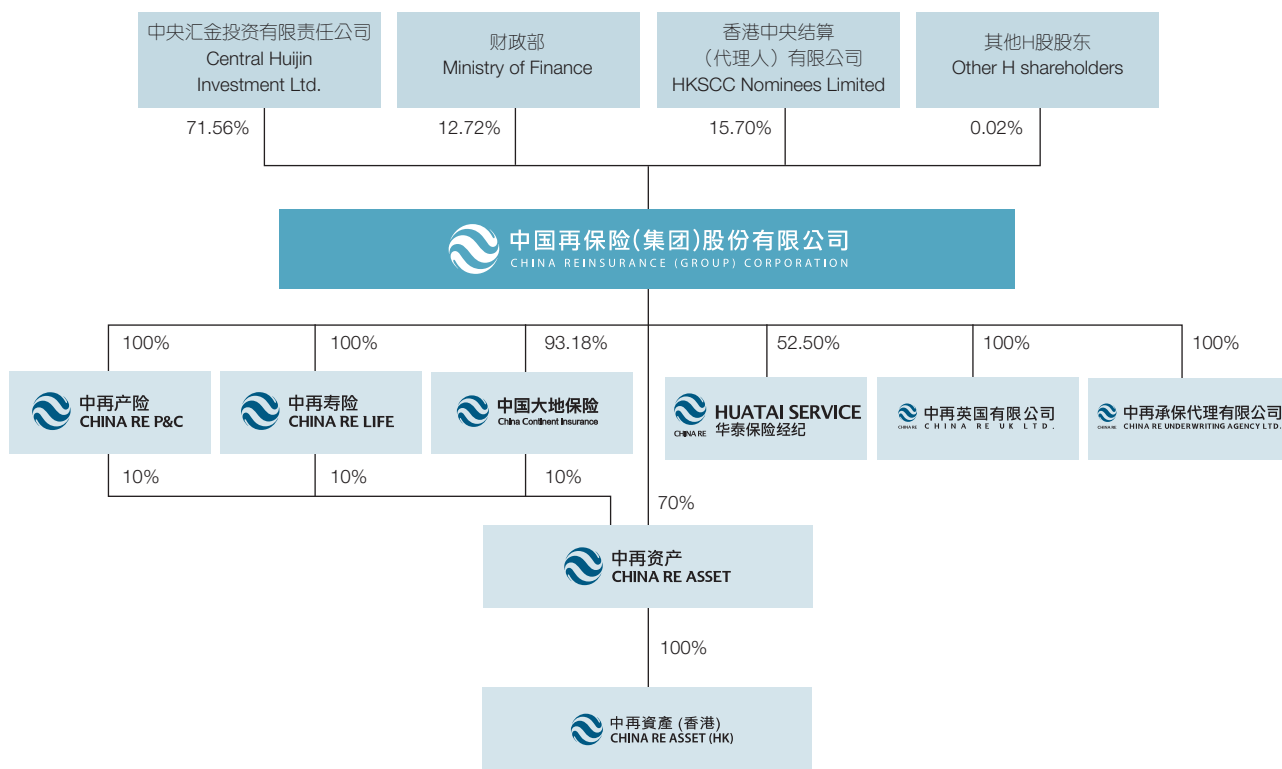 中央汇金投资有限责任公司
Central Huijin
Investment Ltd.
财政部
Ministry of Finance
香港中央结算
（代理人）有限公司
HKSCC Nominees Limited
其他H股股东
Other H shareholders
71.56%
12.72%
15.70%
0.02%
中国再保险(集团)股份有限公司
CHINA REINSURANCE (GROUP) CORPORATION
100%
100%
93.18%
52.50%
100%
100%
中再产险
CHINA RE P&C
中再寿险
CHINA RE LIFE
中国大地保险
China Continent Insurance
CHINA RE
HUATAI SERVICE
华泰保险经纪
CHINA RE
中再英国有限公司
CHINA RE UK LTD.
CHINA RE
中再承保代理有限公司
CHINA RE UNDERWRITING AGENCY LTD.
10%
10%
10%
70%
中再资产
CHINA RE ASSET
100%
中再資產 (香港)
CHINA RE ASSET (HK)